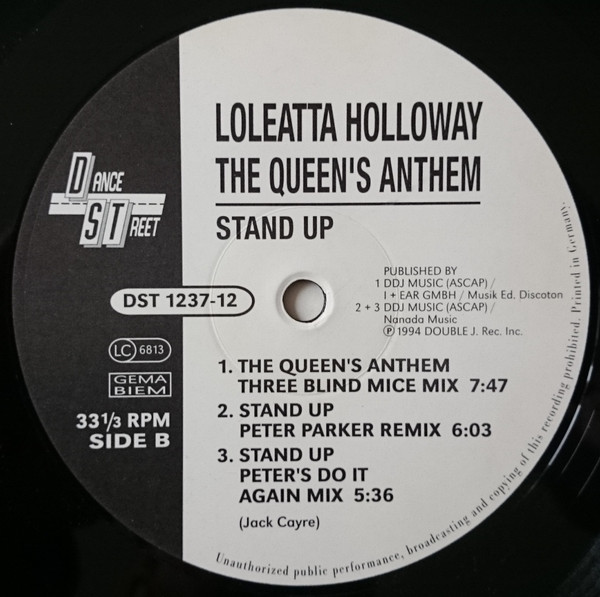 LOLEATTA HOLLOWAY
THE QUEEN'S ANTHEM
STAND UP
DANCE
STREET
DST 1237-12
LC 6813
GEMA
BIEM
33 1/3 RPM
SIDE B
PUBLISHED BY
1 DDJ MUSIC (ASCAP) /
I + EAR GMBH / Musik Ed. Discoton
2 + 3 DDJ MUSIC (ASCAP) /
Nanada Music
℗ 1994 DOUBLE J. Rec. Inc.
1. THE QUEEN'S ANTHEM
THREE BLIND MICE MIX 7:47
2. STAND UP
PETER PARKER REMIX 6:03
3. STAND UP
PETER'S DO IT
AGAIN MIX 5:36
(Jack Cayre)
Unauthorized public performance, broadcasting and copying of this recording prohibited. Printed in Germany.